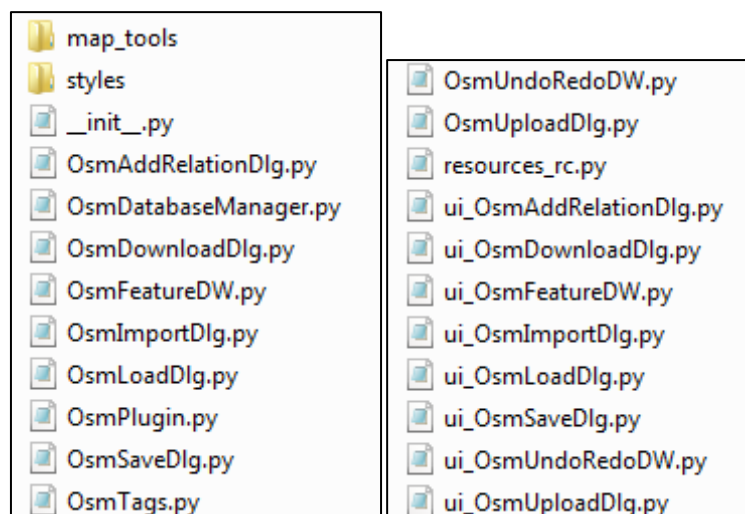 map_tools
styles
__init__.py
OsmAddRelationDlg.py
OsmDatabaseManager.py
OsmDownloadDlg.py
OsmFeatureDW.py
OsmImportDlg.py
OsmLoadDlg.py
OsmPlugin.py
OsmSaveDlg.py
OsmTags.py
OsmUndoRedoDW.py
OsmUploadDlg.py
resources_rc.py
ui_OsmAddRelationDlg.py
ui_OsmDownloadDlg.py
ui_OsmFeatureDW.py
ui_OsmImportDlg.py
ui_OsmLoadDlg.py
ui_OsmSaveDlg.py
ui_OsmUndoRedoDW.py
ui_OsmUploadDlg.py